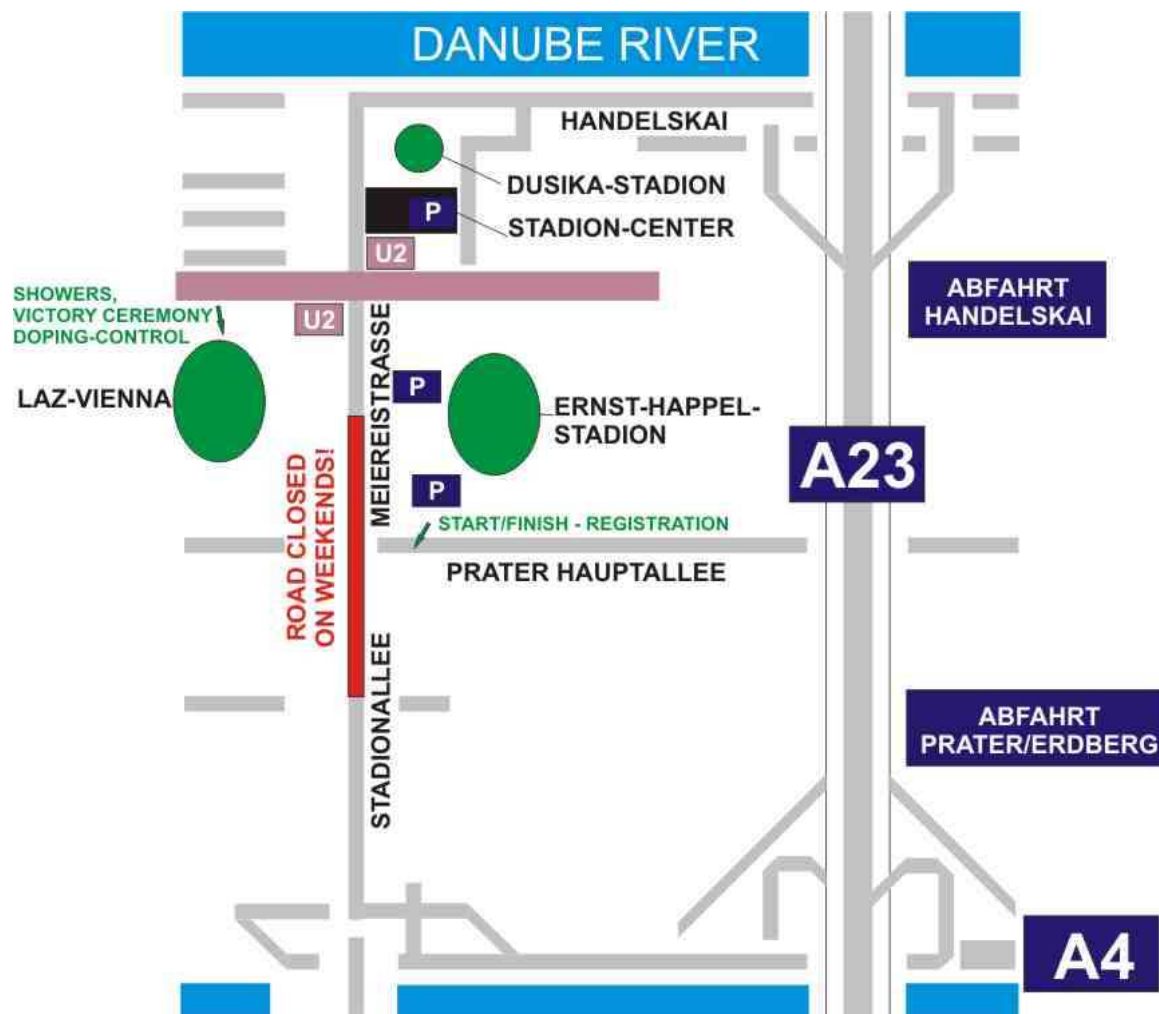 DANUBE RIVER
HANDELSKAI
DUSIKA-STADION
P
STADION-CENTER
U2
ABFAHRT
HANDELSKAI
SHOWERS,
VICTORY CEREMONY
DOPING-CONTROL
U2
MEIEREISTRASSE
LAZ-VIENNA
P
ERNST-HAPPEL-
STADION
A23
ROAD CLOSED
ON WEEKENDS!
P
START/FINISH - REGISTRATION
PRATER HAUPTALLEE
STADIONALLEE
ABFAHRT
PRATER/ERDBERG
A4